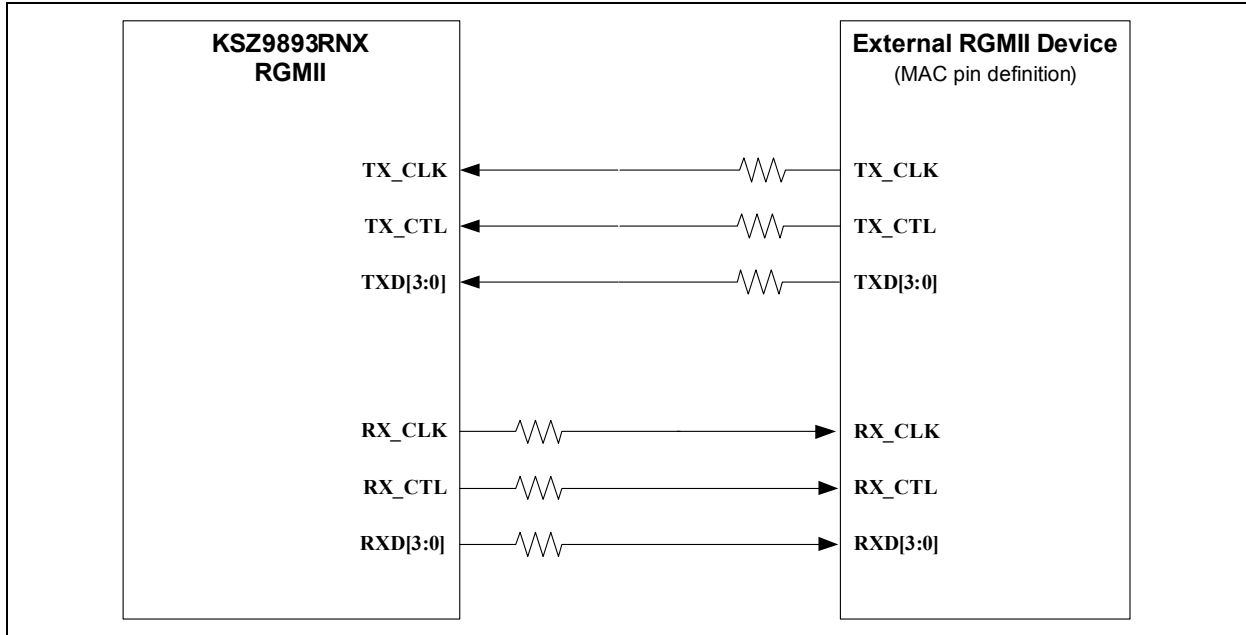 KSZ9893RNX
RGMII
External RGMII Device
(MAC pin definition)
TX_CLK
TX_CLK
TX_CTL
TX_CTL
TXD[3:0]
TXD[3:0]
RX_CLK
RX_CLK
RX_CTL
RX_CTL
RXD[3:0]
RXD[3:0]